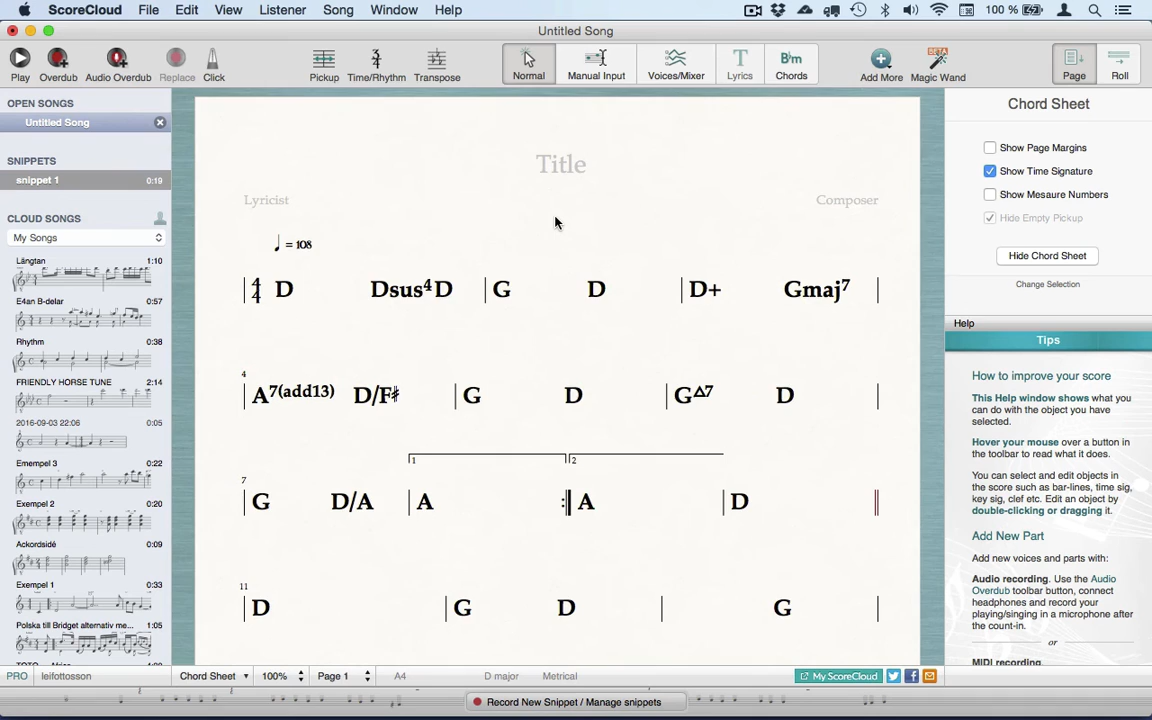 ScoreCloud File Edit View Listener Song Window Help 100 %
Untitled Song
Play Overdub Audio Overdub Replace Click Pickup Time/Rhythm Transpose Normal Manual Input Voices/Mixer Lyrics Chords Add More BETA Magic Wand Page Roll
OPEN SONGS
Untitled Song
SNIPPETS
snippet 1 0:19
CLOUD SONGS
My Songs
Längtan 1:10
E4an B-delar 0:57
Rhythm 0:38
FRIENDLY HORSE TUNE 2:14
2016-09-03 22:06 0:05
Emempel 3 0:22
Exempel 2 0:09
Ackordsidé 0:09
Exempel 1 0:33
Polska till Bridget alternativ me... 1:05
Title
Lyricist Composer
♩ = 108
4/4 D Dsus4 D G D D+ Gmaj7
4
A7(add13) D/F♯ G D G△7 D
1 2
7
G D/A A A D
11
D G D G
Chord Sheet
Show Page Margins
Show Time Signature
Show Mesaure Numbers
Hide Empty Pickup
Hide Chord Sheet
Change Selection
Help
Tips
How to improve your score
This Help window shows what you
can do with the object you have
selected.
Hover your mouse over a button in
the toolbar to read what it does.
You can select and edit objects in
the score such as bar-lines, time sig,
key sig, clef etc. Edit an object by
double-clicking or dragging it.
Add New Part
Add new voices and parts with:
Audio recording. Use the Audio
Overdub toolbar button, connect
headphones and record your
playing/singing in a microphone after
the count-in.
or
MIDI recording.
PRO leifottosson Chord Sheet 100% Page 1 A4 D major Metrical My ScoreCloud
Record New Snippet / Manage snippets